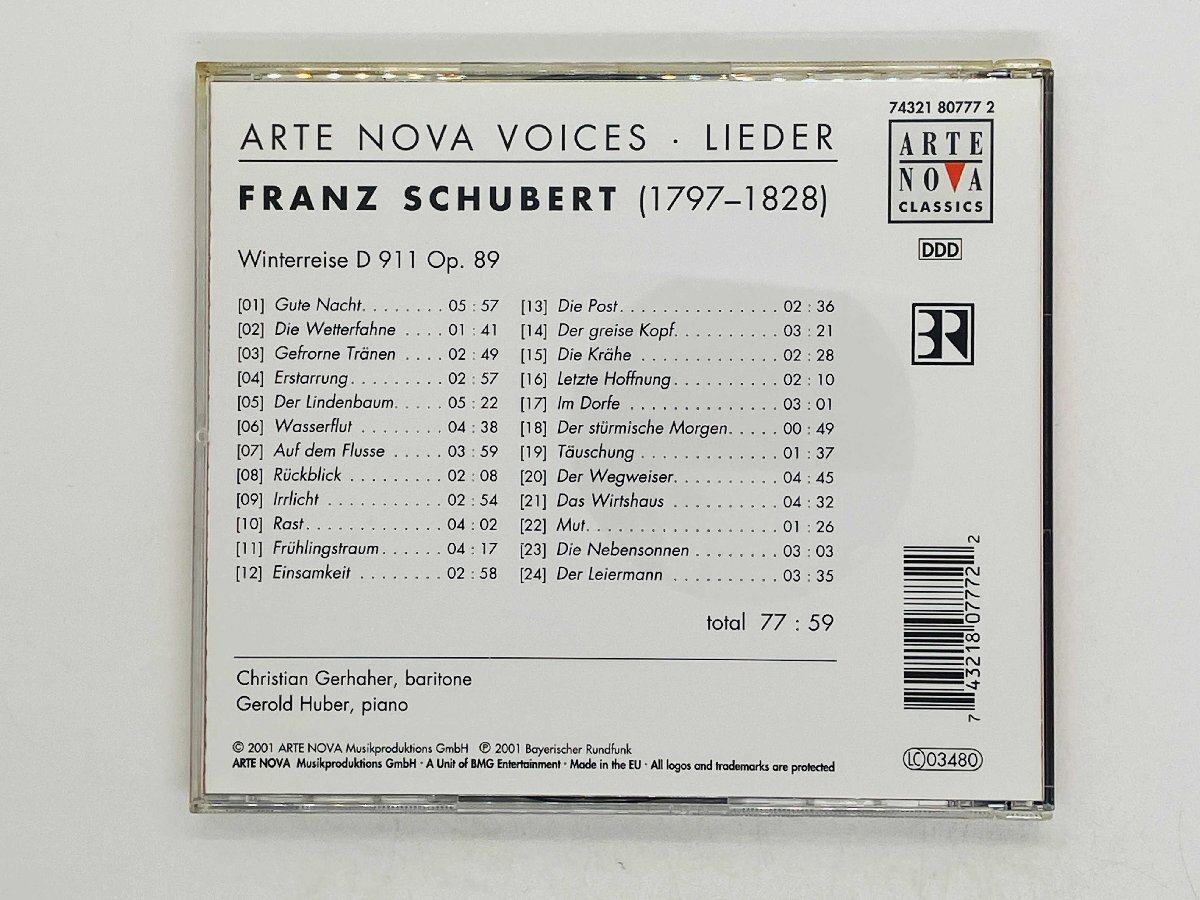 74321 80777 2
ARTE NOVA VOICES · LIEDER
ARTE
NOVA
CLASSICS
FRANZ SCHUBERT (1797–1828)
DDD
Winterreise D 911 Op. 89
BR
[01] Gute Nacht. . . . . . . . 05 : 57
[02] Die Wetterfahne . . . . 01 : 41
[03] Gefrorne Tränen . . . . 02 : 49
[04] Erstarrung. . . . . . . . . 02 : 57
[05] Der Lindenbaum. . . . . 05 : 22
[06] Wasserflut . . . . . . . . 04 : 38
[07] Auf dem Flusse . . . . . 03 : 59
[08] Rückblick . . . . . . . . . 02 : 08
[09] Irrlicht . . . . . . . . . . . 02 : 54
[10] Rast. . . . . . . . . . . . . 04 : 02
[11] Frühlingstraum. . . . . . 04 : 17
[12] Einsamkeit . . . . . . . . 02 : 58
[13] Die Post. . . . . . . . . . . . . . . 02 : 36
[14] Der greise Kopf. . . . . . . . . . 03 : 21
[15] Die Krähe . . . . . . . . . . . . . 02 : 28
[16] Letzte Hoffnung. . . . . . . . . . 02 : 10
[17] Im Dorfe . . . . . . . . . . . . . . 03 : 01
[18] Der stürmische Morgen. . . . . 00 : 49
[19] Täuschung . . . . . . . . . . . . . 01 : 37
[20] Der Wegweiser. . . . . . . . . . 04 : 45
[21] Das Wirtshaus . . . . . . . . . . 04 : 32
[22] Mut. . . . . . . . . . . . . . . . . . 01 : 26
[23] Die Nebensonnen . . . . . . . . 03 : 03
[24] Der Leiermann . . . . . . . . . . 03 : 35
total 77 : 59
7 43218 07772 2
Christian Gerhaher, baritone
Gerold Huber, piano
© 2001 ARTE NOVA Musikproduktions GmbH ℗ 2001 Bayerischer Rundfunk
ARTE NOVA Musikproduktions GmbH · A Unit of BMG Entertainment · Made in the EU · All logos and trademarks are protected
LC 03480